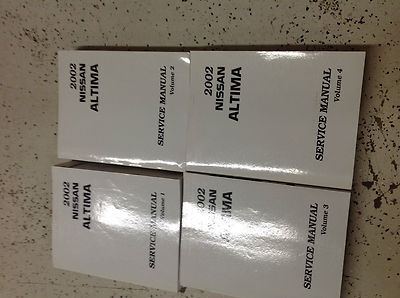 2002
NISSAN
ALTIMA
SERVICE MANUAL
Volume 2
2002
NISSAN
ALTIMA
SERVICE MANUAL
Volume 4
2002
NISSAN
ALTIMA
SERVICE MANUAL
Volume 1
2002
NISSAN
SERVICE MANUAL
Volume 3